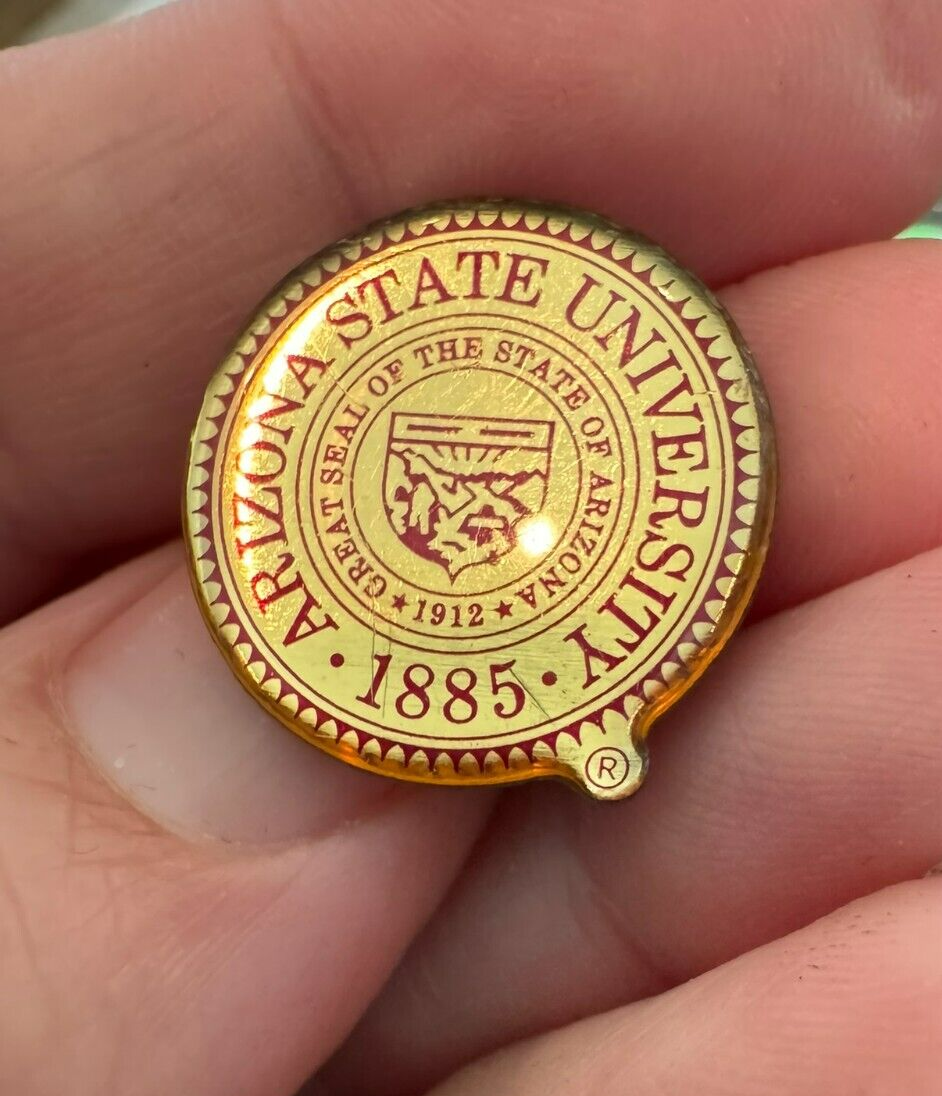 ARIZONA STATE UNIVERSITY
· 1885 ·
GREAT SEAL OF THE STATE OF ARIZONA
★ 1912 ★
®